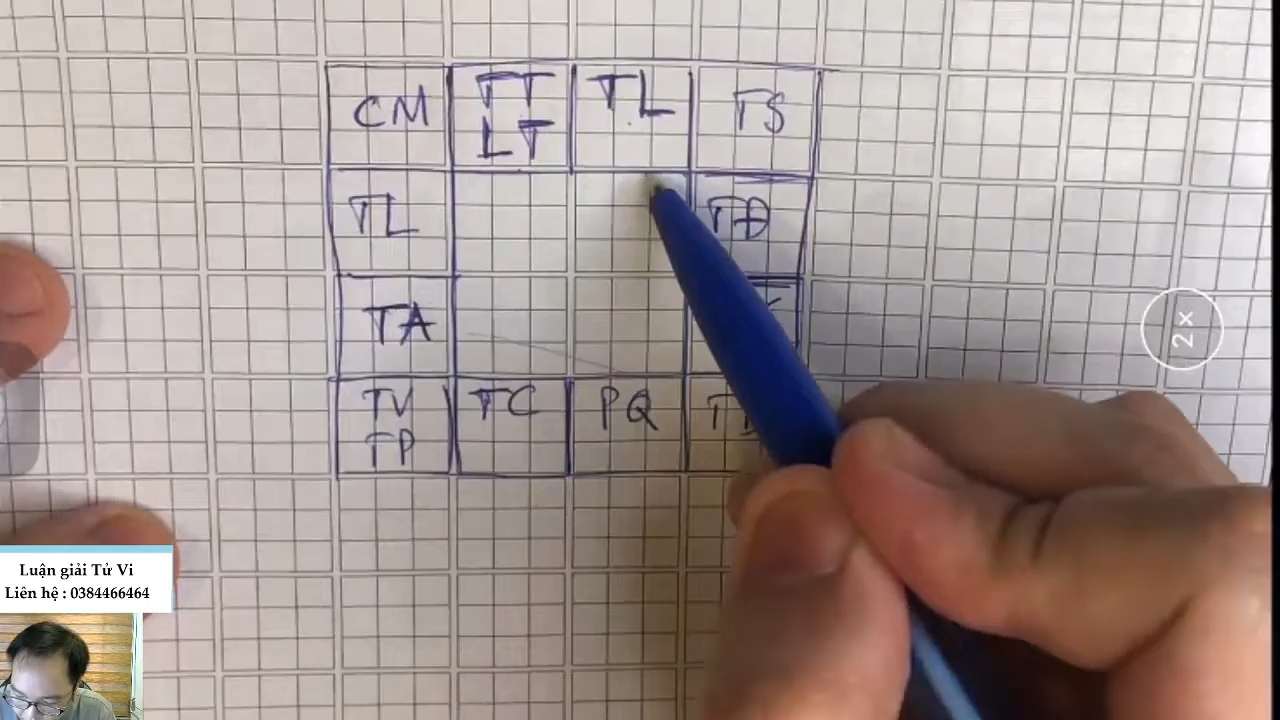 CM
TT
LT
TL
TS
TL
TĐ
TA
TV
TP
TC
PQ
2×
Luận giải Tử Vi
Liên hệ : 0384466464